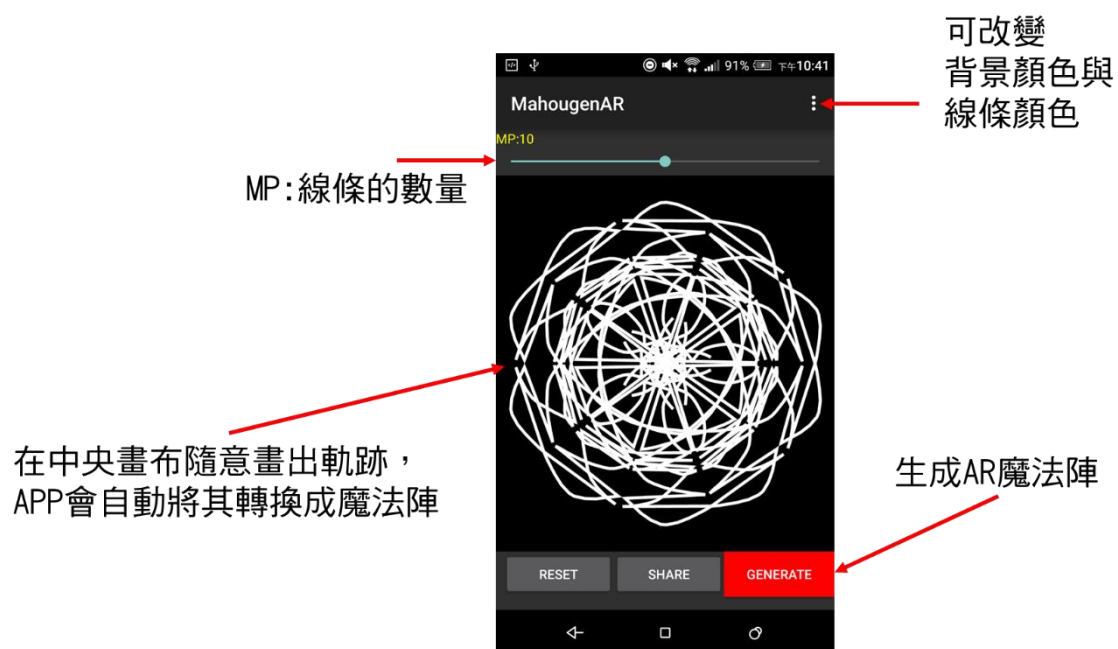 可改變
背景顏色與
線條顏色
91% 下午10:41
MahougenAR
MP:10
MP:線條的數量
在中央畫布隨意畫出軌跡，
APP會自動將其轉換成魔法陣
生成AR魔法陣
RESET SHARE GENERATE